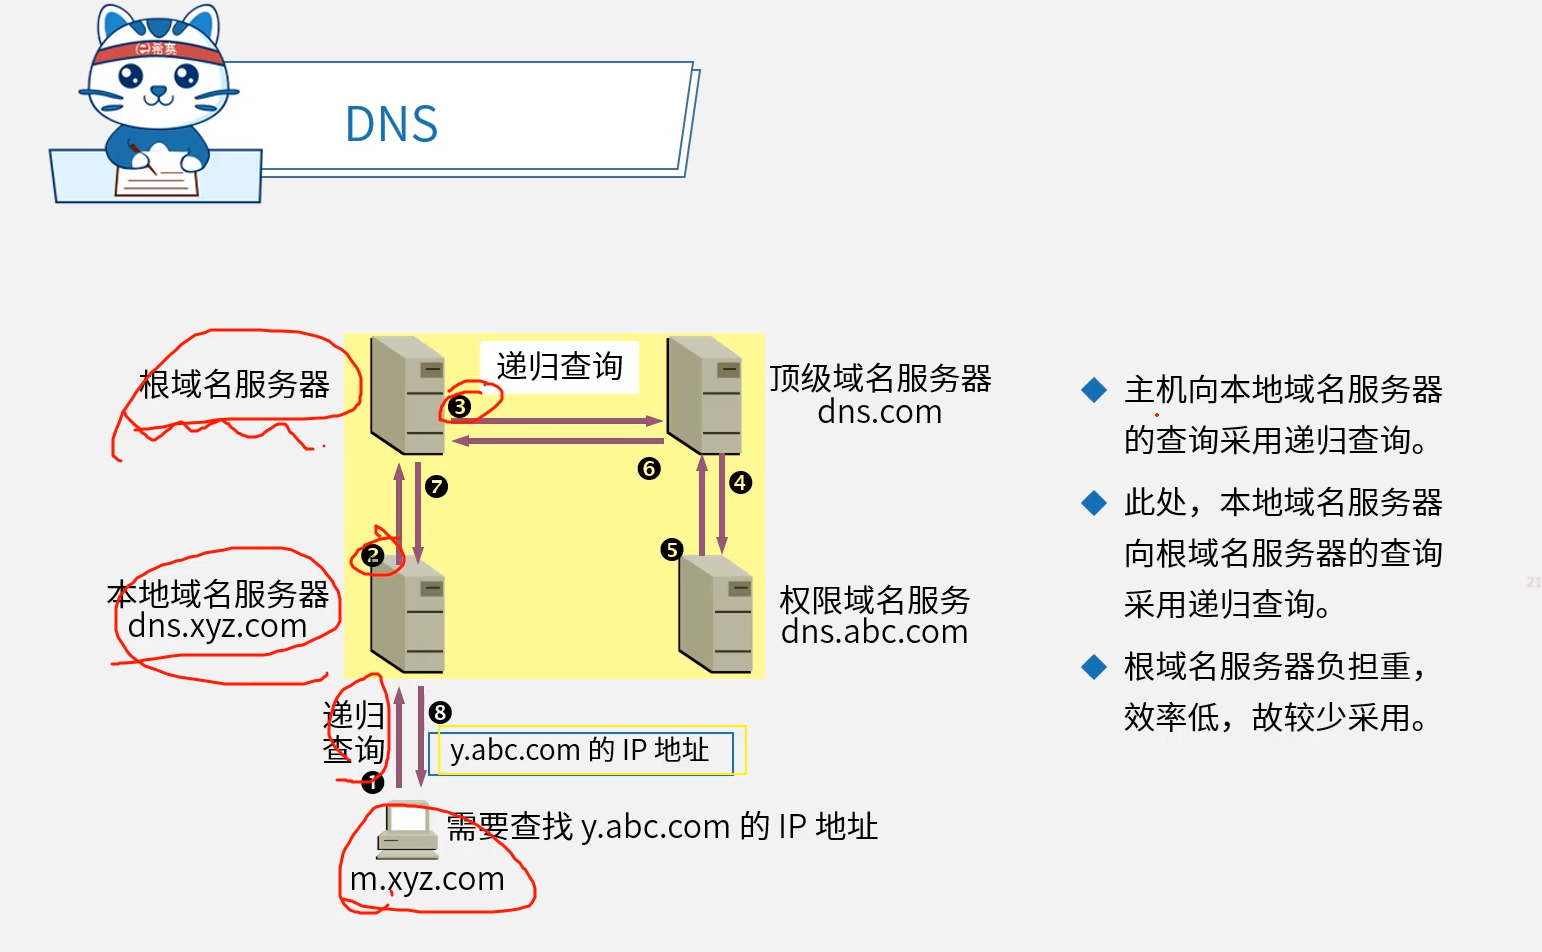 希赛
DNS
根域名服务器
递归查询
顶级域名服务器
dns.com
❸
❻
❼
❹
❷
❺
本地域名服务器
dns.xyz.com
权限域名服务
dns.abc.com
递归
查询
❶
❽
y.abc.com 的 IP 地址
需要查找 y.abc.com 的 IP 地址
m.xyz.com
主机向本地域名服务器
的查询采用递归查询。
此处，本地域名服务器
向根域名服务器的查询
采用递归查询。
根域名服务器负担重，
效率低，故较少采用。
21